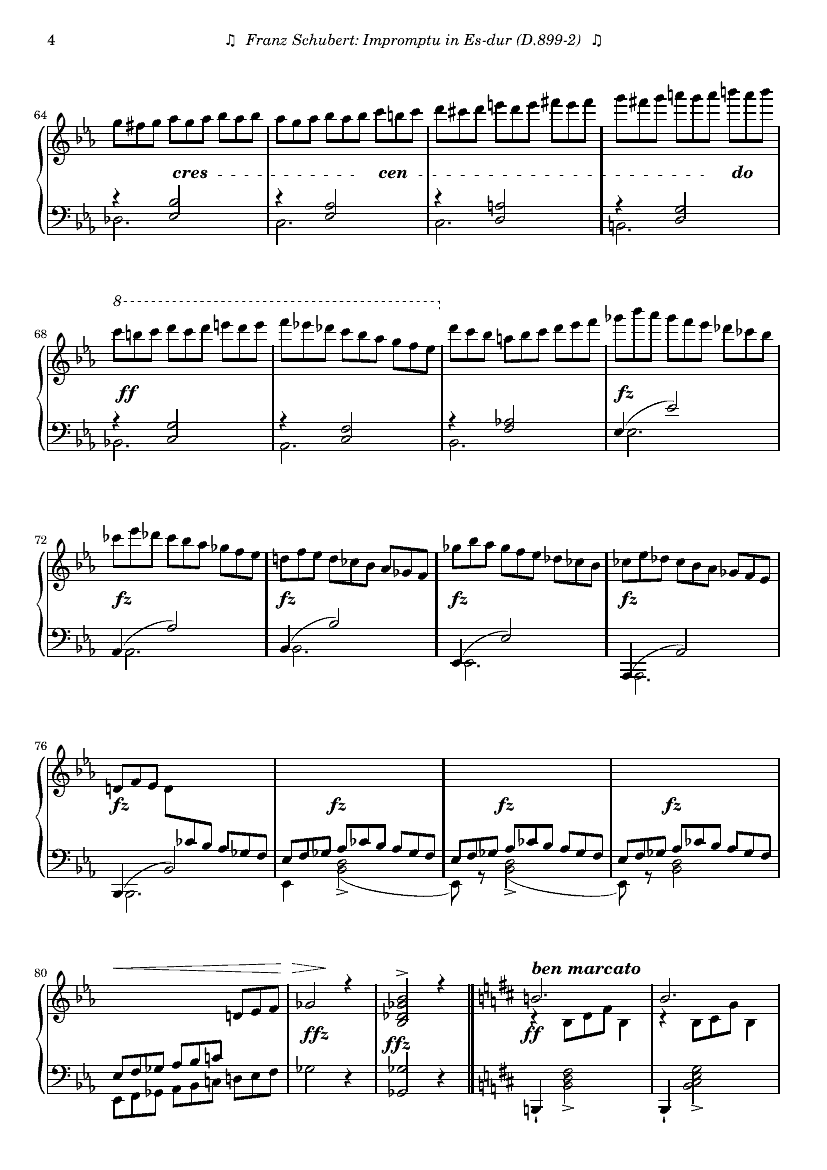 4 ♫ Franz Schubert: Impromptu in Es-dur (D.899-2) ♫
64
cres cen do
8
68
ff fz
72
fz fz fz fz
76
fz fz fz fz
80
ben marcato
ffz ffz ff